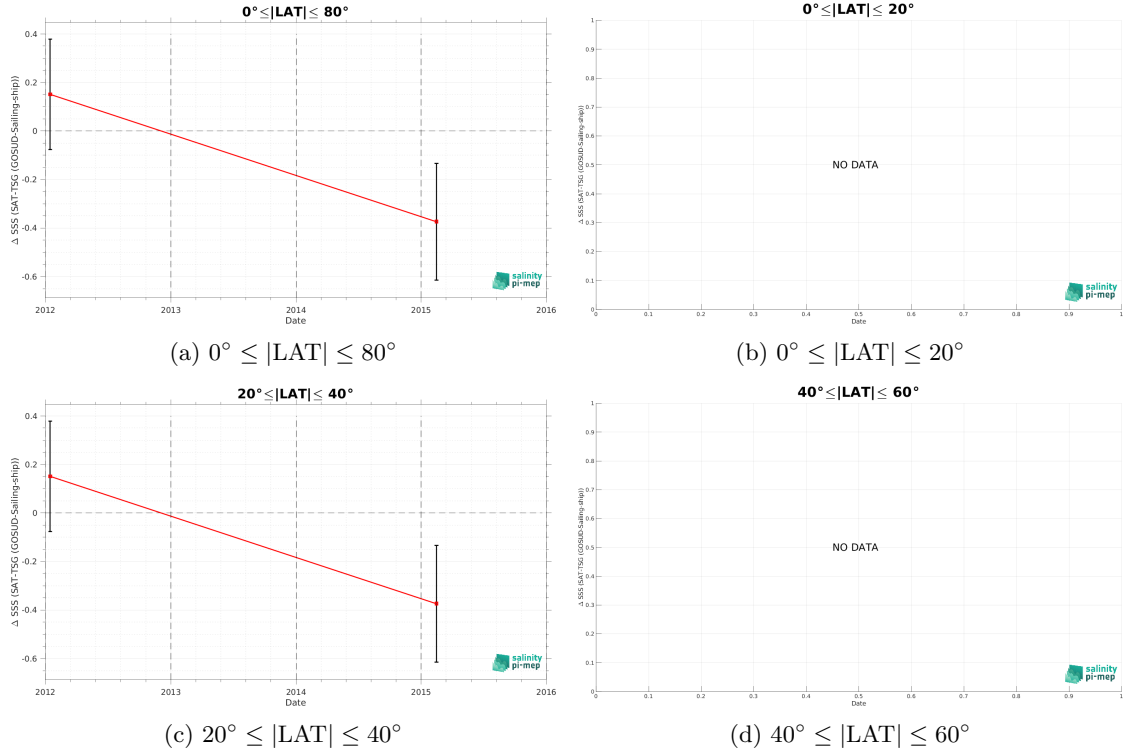 0°≤|LAT|≤ 80°
Δ SSS (SAT-TSG (GOSUD-Sailing-ship))
0.4
0.2
0
-0.2
-0.4
-0.6
2012
2013
2014
2015
2016
Date
salinity
pi-mep
(a) 0° ≤ |LAT| ≤ 80°
0°≤|LAT|≤ 20°
Δ SSS (SAT-TSG (GOSUD-Sailing-ship))
1
0.9
0.8
0.7
0.6
0.5
0.4
0.3
0.2
0.1
0
NO DATA
0
0.1
0.2
0.3
0.4
0.5
0.6
0.7
0.8
0.9
1
Date
salinity
pi-mep
(b) 0° ≤ |LAT| ≤ 20°
20°≤|LAT|≤ 40°
Δ SSS (SAT-TSG (GOSUD-Sailing-ship))
0.4
0.2
0
-0.2
-0.4
-0.6
2012
2013
2014
2015
2016
Date
salinity
pi-mep
(c) 20° ≤ |LAT| ≤ 40°
40°≤|LAT|≤ 60°
Δ SSS (SAT-TSG (GOSUD-Sailing-ship))
1
0.9
0.8
0.7
0.6
0.5
0.4
0.3
0.2
0.1
0
NO DATA
0
0.1
0.2
0.3
0.4
0.5
0.6
0.7
0.8
0.9
1
Date
salinity
pi-mep
(d) 40° ≤ |LAT| ≤ 60°